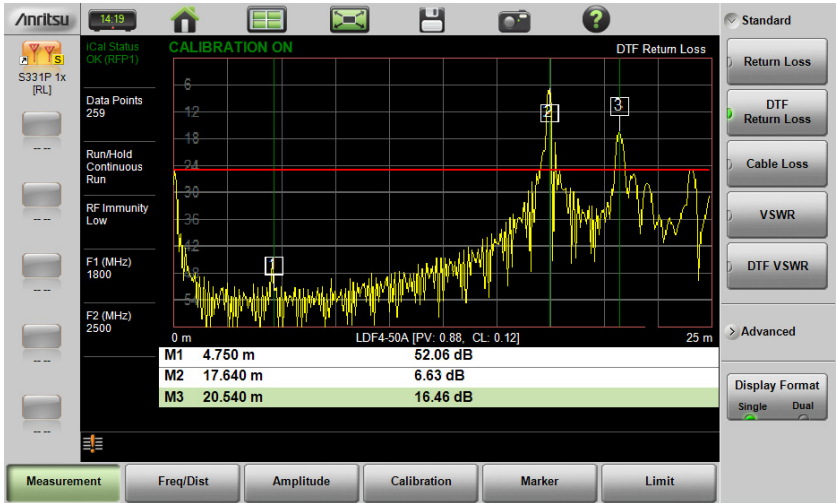 /inritsu
14:19
?
Standard
S331P 1x
[RL]
-- --
-- --
-- --
-- --
-- --
iCal Status
OK (RFP1)
Data Points
259
Run/Hold
Continuous
Run
RF Immunity
Low
F1 (MHz)
1800
F2 (MHz)
2500
CALIBRATION ON
DTF Return Loss
-6
-12
-18
-24
-30
-36
-42
1
2
3
0 m
LDF4-50A [PV: 0.88, CL: 0.12]
25 m
M1 4.750 m 52.06 dB
M2 17.640 m 6.63 dB
M3 20.540 m 16.46 dB
Return Loss
DTF
Return Loss
Cable Loss
VSWR
DTF VSWR
Advanced
Display Format
Single Dual
Measurement
Freq/Dist
Amplitude
Calibration
Marker
Limit